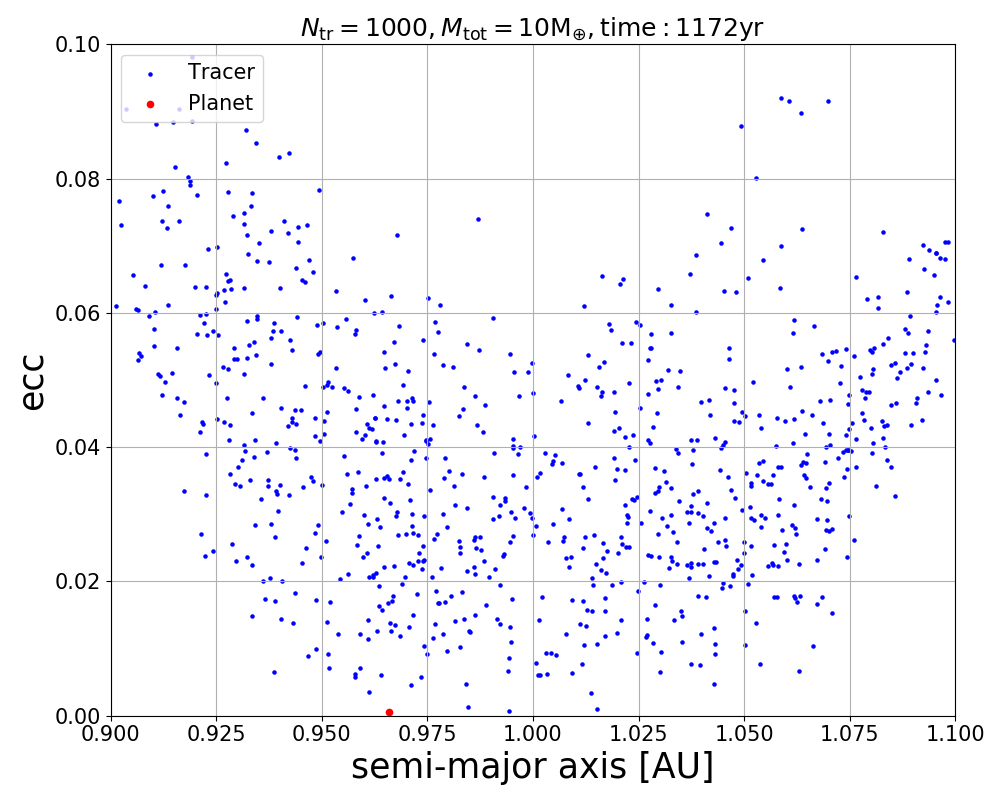 N_tr = 1000, M_tot = 10M_⊕, time : 1172yr
0.10
Tracer
Planet
0.08
0.06
ecc
0.04
0.02
0.00
0.900 0.925 0.950 0.975 1.000 1.025 1.050 1.075 1.100
semi-major axis [AU]